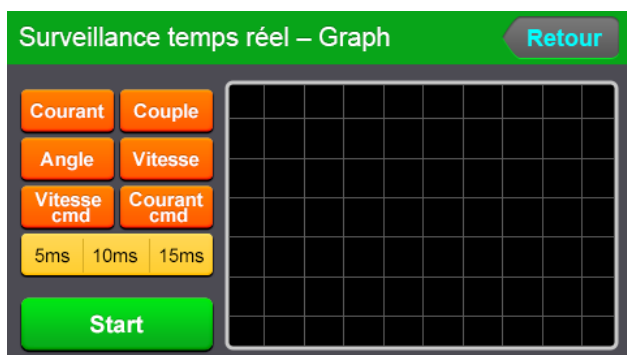 Surveillance temps réel – Graph
Retour
Courant
Couple
Angle
Vitesse
Vitesse
cmd
Courant
cmd
5ms
10ms
15ms
Start